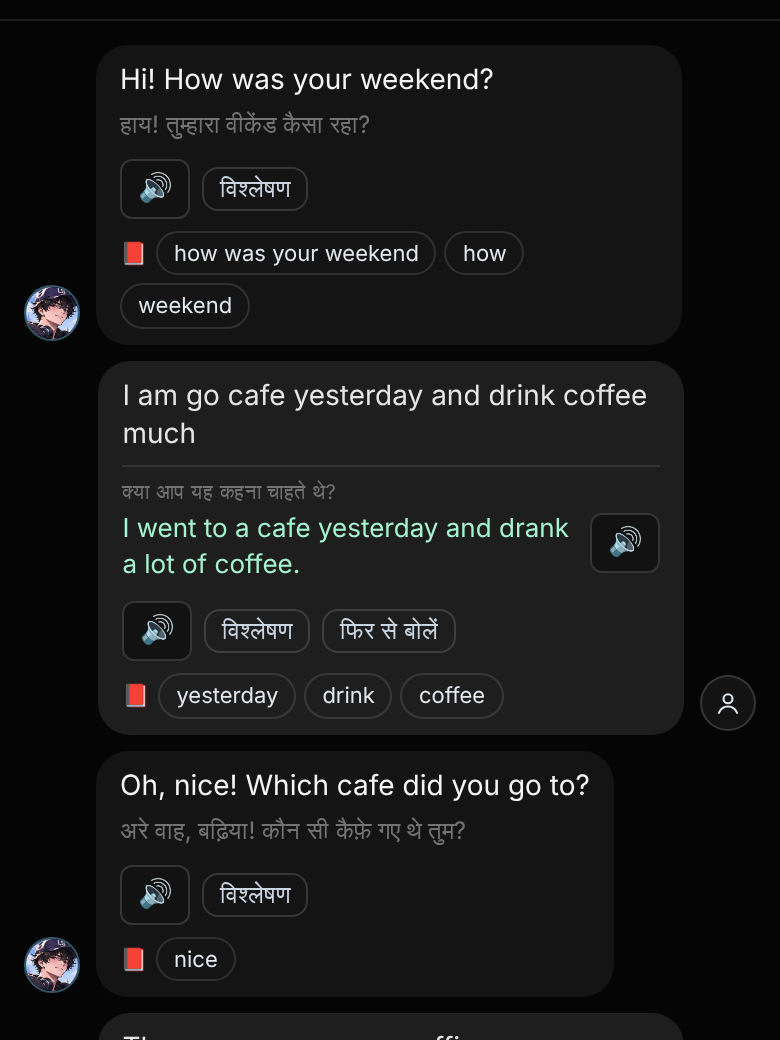 Hi! How was your weekend?
हाय! तुम्हारा वीकेंड कैसा रहा?
विश्लेषण
how was your weekend how
weekend
I am go cafe yesterday and drink coffee
much
क्या आप यह कहना चाहते थे?
I went to a cafe yesterday and drank
a lot of coffee.
विश्लेषण फिर से बोलें
yesterday drink coffee
Oh, nice! Which cafe did you go to?
अरे वाह, बढ़िया! कौन सी कैफ़े गए थे तुम?
विश्लेषण
nice